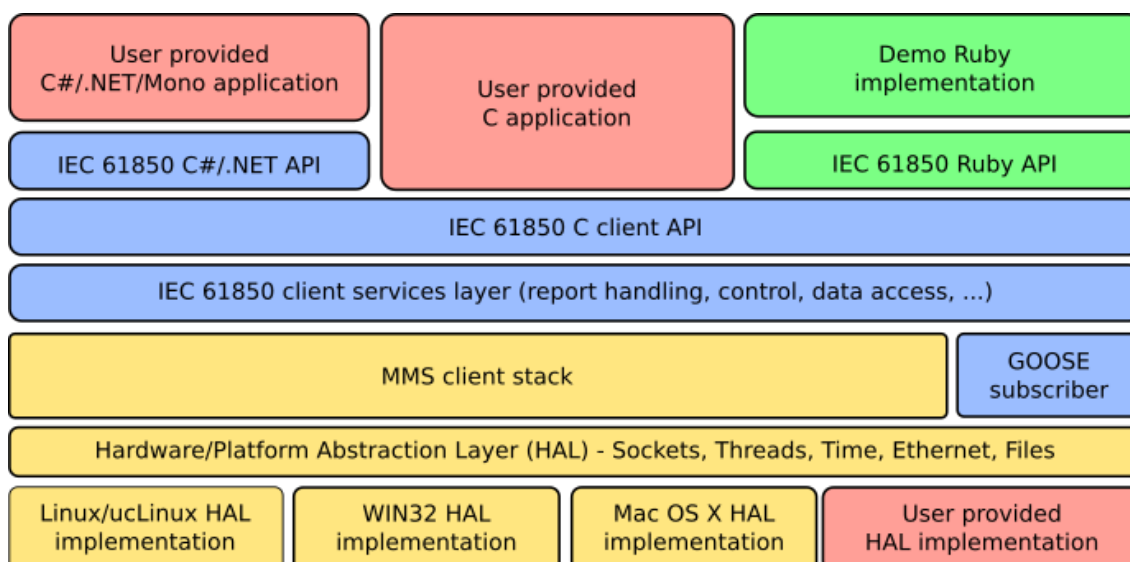 User provided
C#/.NET/Mono application
User provided
C application
Demo Ruby
implementation
IEC 61850 C#/.NET API
IEC 61850 Ruby API
IEC 61850 C client API
IEC 61850 client services layer (report handling, control, data access, ...)
MMS client stack
GOOSE
subscriber
Hardware/Platform Abstraction Layer (HAL) - Sockets, Threads, Time, Ethernet, Files
Linux/ucLinux HAL
implementation
WIN32 HAL
implementation
Mac OS X HAL
implementation
User provided
HAL implementation